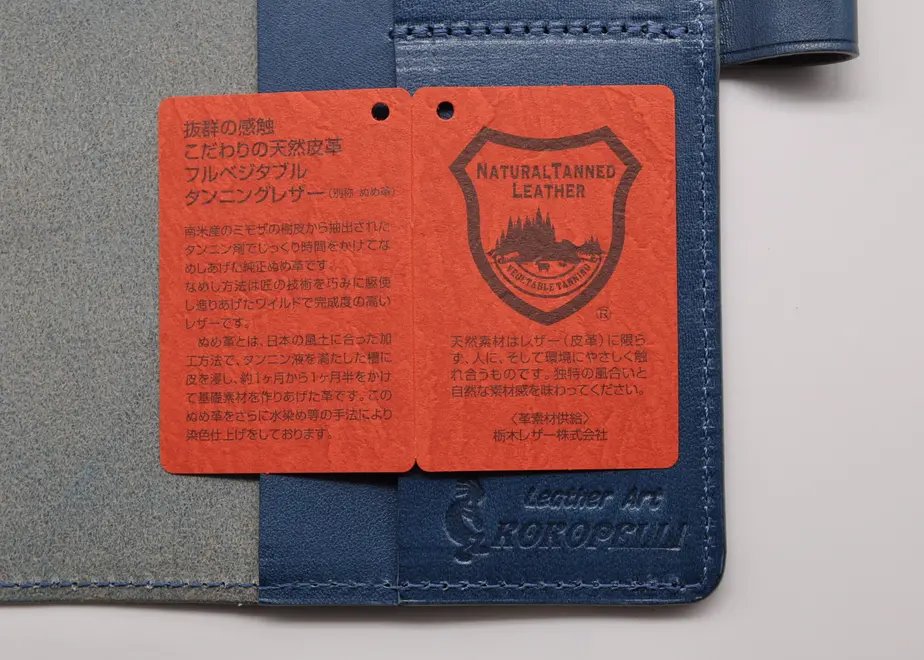 抜群の感触
こだわりの天然皮革
フルベジタブル
タンニングレザー(別称 ぬめ革)
南米産のミモザの樹皮から抽出された
タンニン剤でじっくり時間をかけてな
めしあげた純正ぬめ革です。
なめし方法は匠の技術を巧みに駆使
し造りあげたワイルドで完成度の高い
レザーです。
ぬめ革とは、日本の風土に合った加
工方法で、タンニン液を満たした槽に
皮を浸し、約1ヶ月から1ヶ月半をかけ
て基礎素材を作りあげた革です。この
ぬめ革をさらに水染め等の手法により
染色仕上げをしております。
NATURAL TANNED
LEATHER
VEGETABLE TANNING
®
天然素材はレザー(皮革)に限ら
ず、人に、そして環境にやさしく触
れ合うものです。独特の風合いと
自然な素材感を味わってください。
〈革素材供給〉
栃木レザー株式会社
Leather Art
KOKOPELLI